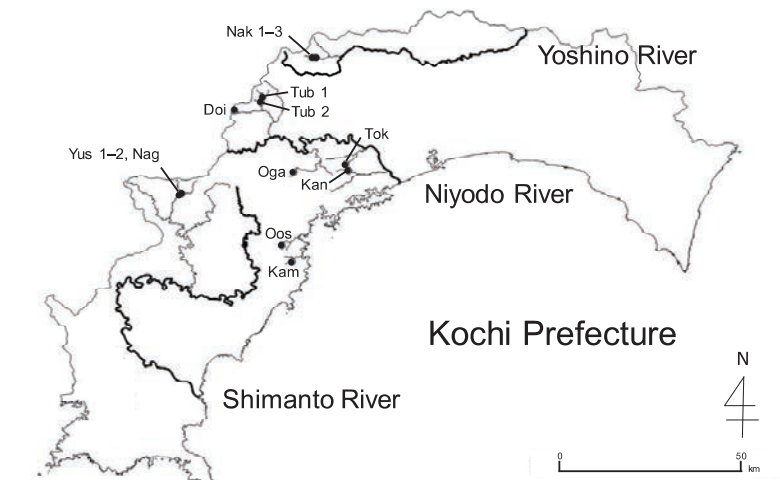 Nak 1–3
Yoshino River
Tub 1
Doi
Tub 2
Tok
Yus 1–2, Nag
Oga
Kan
Niyodo River
Oos
Kam
Kochi Prefecture
N
Shimanto River
0
50
km